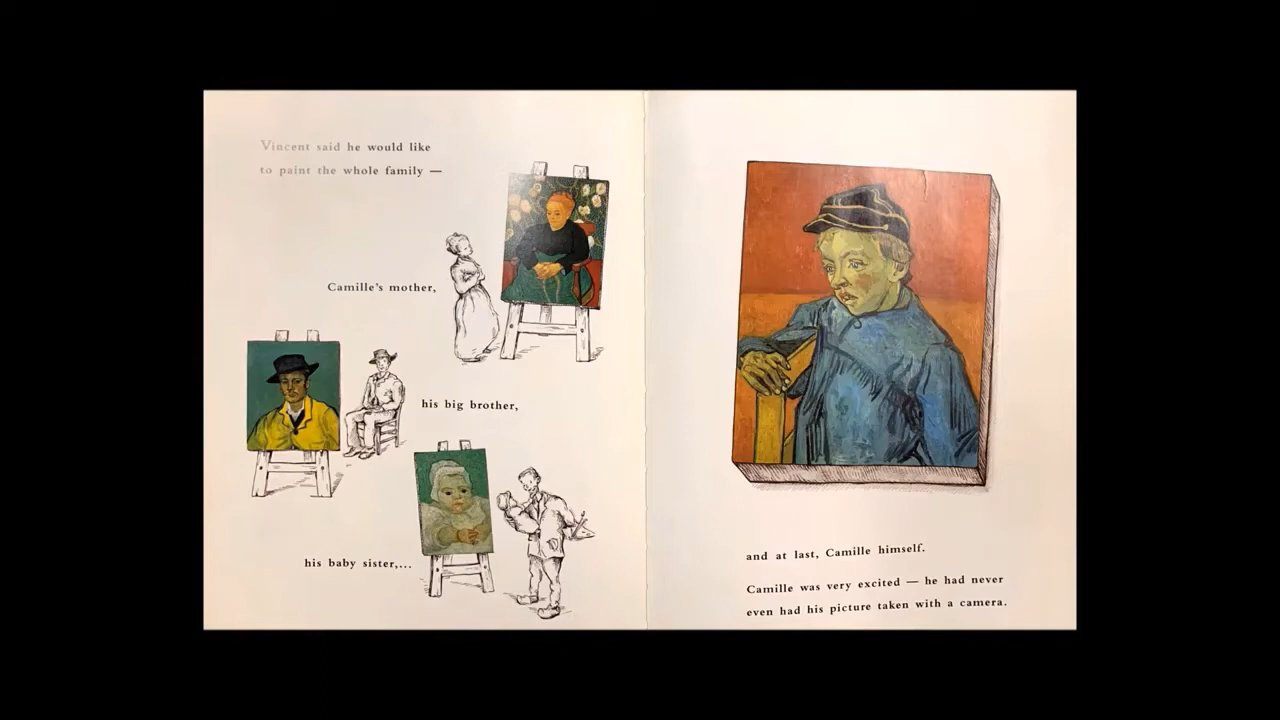 Vincent said he would like
to paint the whole family —
Camille's mother,
his big brother,
his baby sister,...
and at last, Camille himself.
Camille was very excited — he had never
even had his picture taken with a camera.